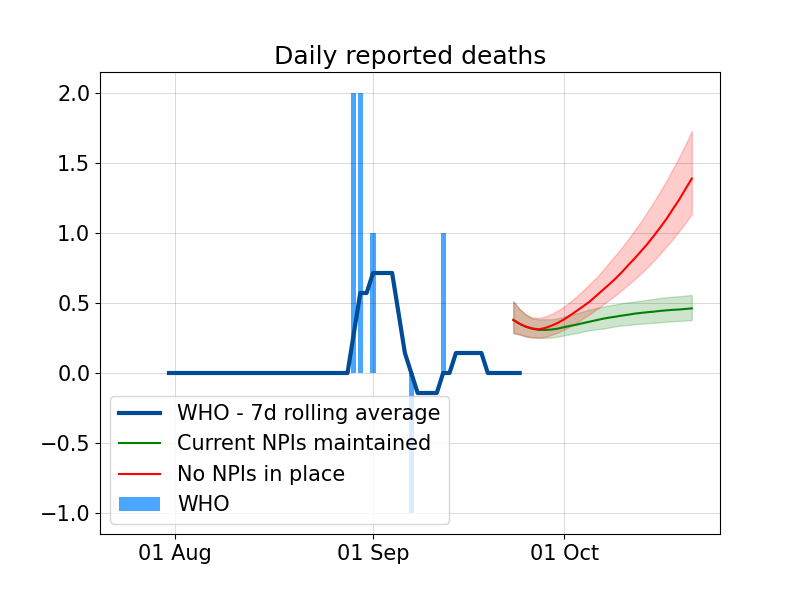 Daily reported deaths
2.0
1.5
1.0
0.5
0.0
−0.5
−1.0
WHO - 7d rolling average
Current NPIs maintained
No NPIs in place
WHO
01 Aug
01 Sep
01 Oct